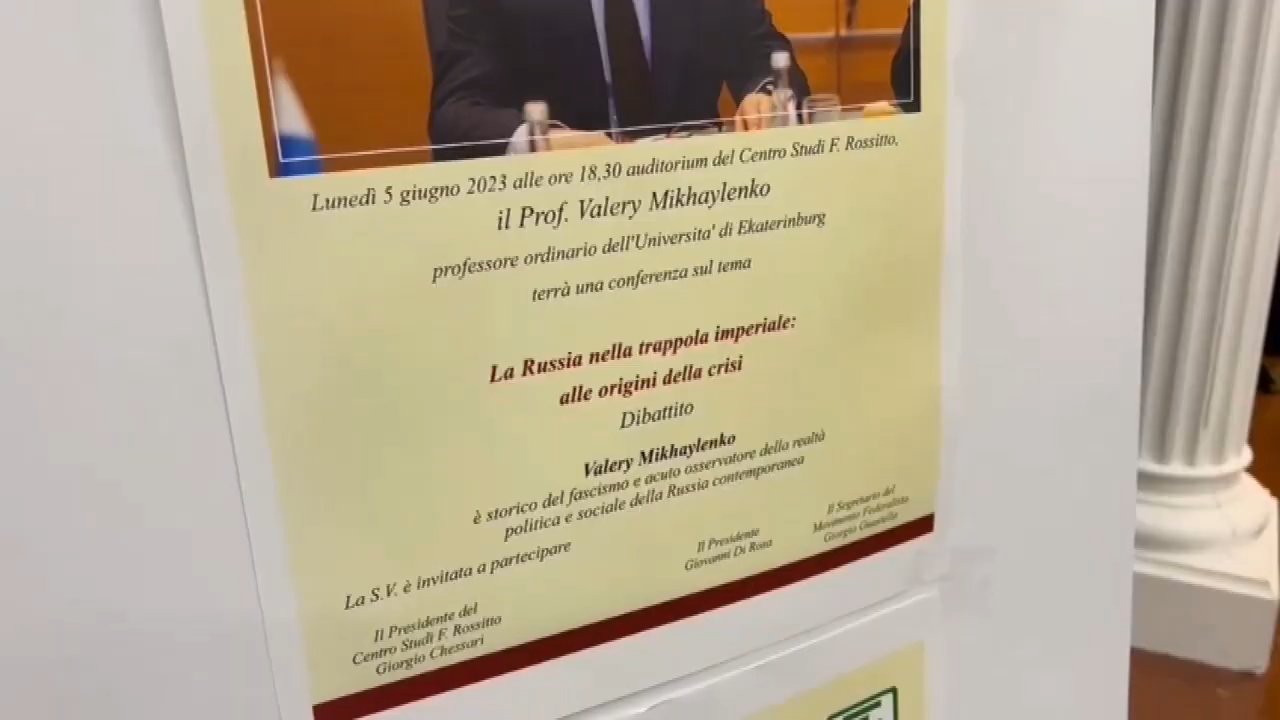 Lunedì 5 giugno 2023 alle ore 18,30 auditorium del Centro Studi F. Rossitto,
il Prof. Valery Mikhaylenko
professore ordinario dell'Universita' di Ekaterinburg
terrà una conferenza sul tema
La Russia nella trappola imperiale:
alle origini della crisi
Dibattito
Valery Mikhaylenko
è storico del fascismo e acuto osservatore della realtà
politica e sociale della Russia contemporanea
La S.V. è invitata a partecipare
Il Presidente del
Centro Studi F. Rossitto
Giorgio Chessari
Il Presidente
Giovanni Di Rosa
Il Segretario del
Movimento Federalista
Giorgio Guastella